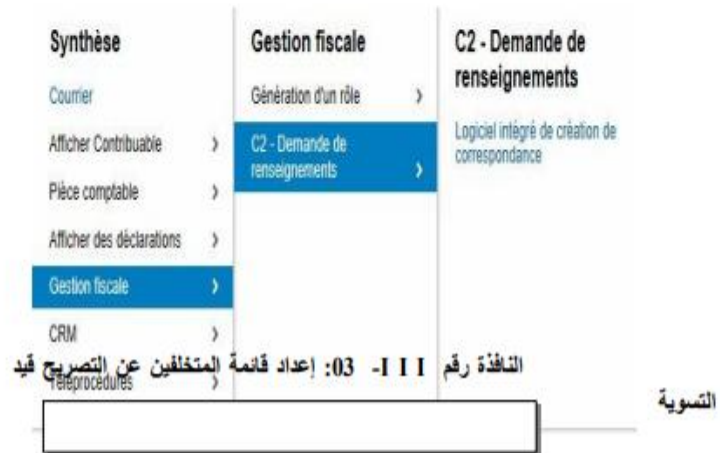 Synthèse
Courrier
Afficher Contribuable
Pièce comptable
Afficher des déclarations
Gestion fiscale
CRM
Téléprocédures
Gestion fiscale
Génération d'un rôle
C2 - Demande de
renseignements
C2 - Demande de
renseignements
Logiciel intégré de création de
correspondance
النافذة رقم I I I- 03: إعداد قائمة المتخلفين عن التصريح قيد
التسوية